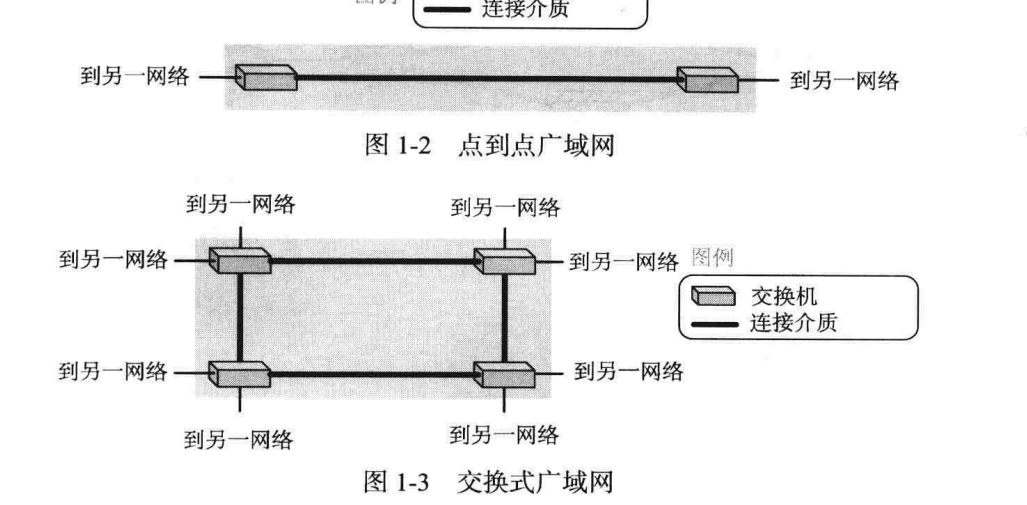 图例
连接介质
到另一网络 到另一网络
图 1-2 点到点广域网
到另一网络 到另一网络
到另一网络 到另一网络 图例
交换机
连接介质
到另一网络 到另一网络
到另一网络 到另一网络
图 1-3 交换式广域网